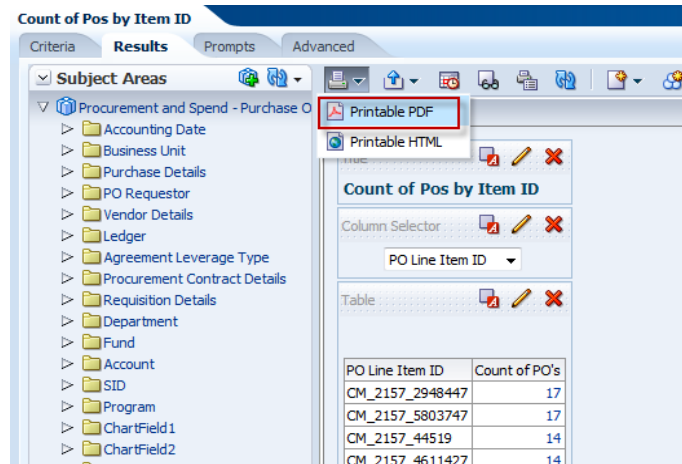 Count of Pos by Item ID
Criteria Results Prompts Advanced
Subject Areas
Procurement and Spend - Purchase O
Accounting Date
Business Unit
Purchase Details
PO Requestor
Vendor Details
Ledger
Agreement Leverage Type
Procurement Contract Details
Requisition Details
Department
Fund
Account
SID
Program
ChartField1
ChartField2
Printable PDF
Printable HTML
Title
Count of Pos by Item ID
Column Selector
PO Line Item ID
Table
PO Line Item ID Count of PO's
CM_2157_2948447 17
CM_2157_5803747 17
CM_2157_44519 14
CM_2157_4611427 14